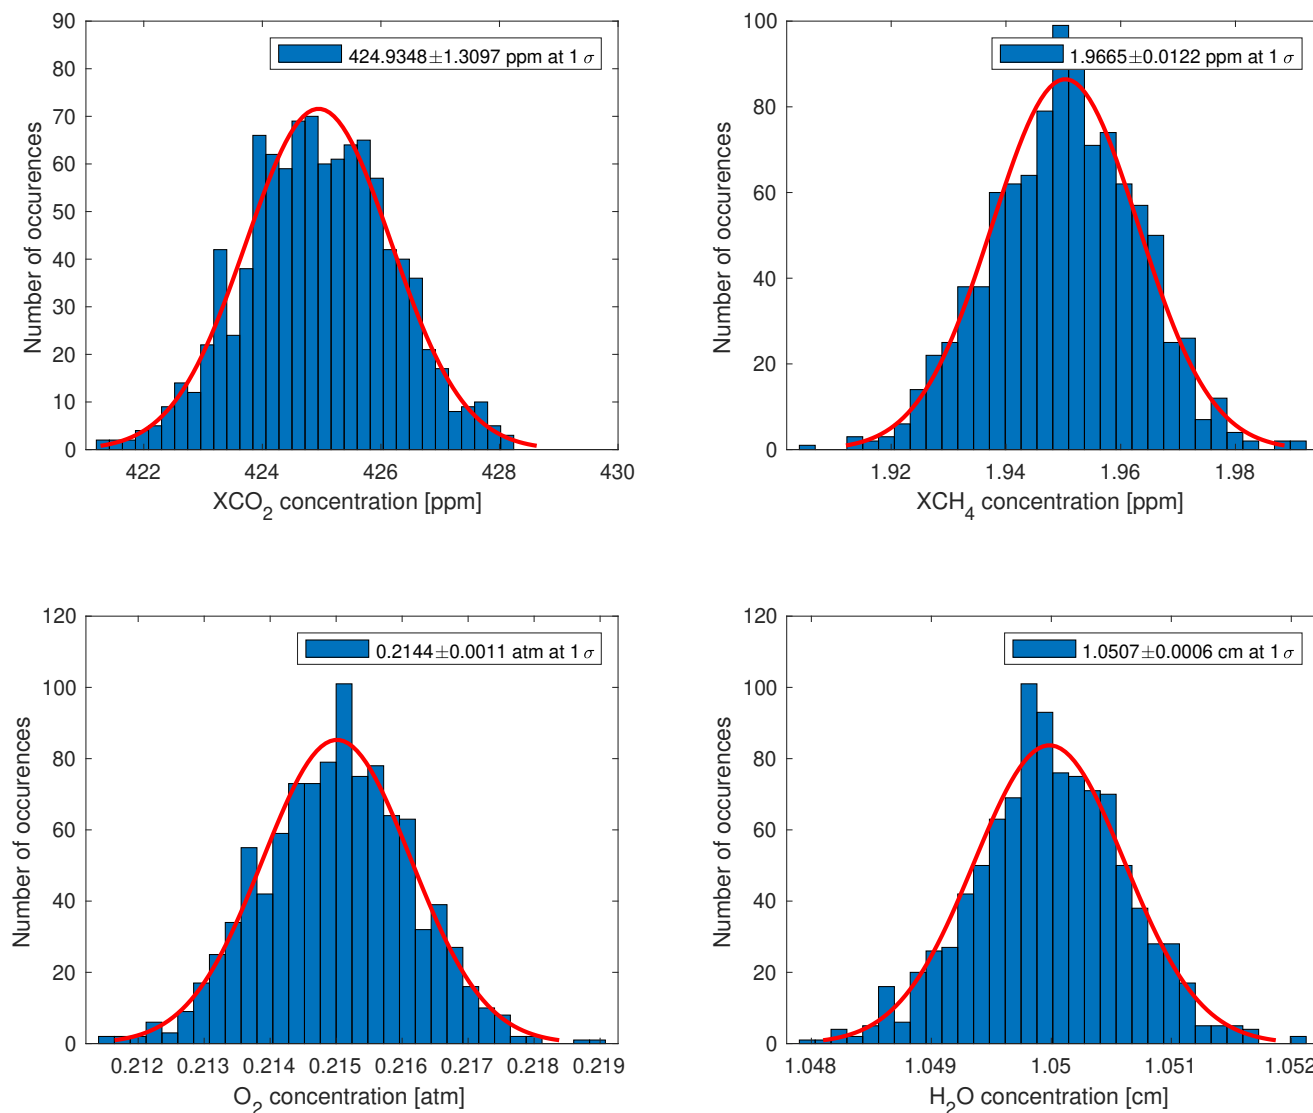 90
80
70
60
50
40
30
20
10
0
Number of occurences
424.9348±1.3097 ppm at 1 σ
422 424 426 428 430
XCO2 concentration [ppm]
100
80
60
40
20
0
Number of occurences
1.9665±0.0122 ppm at 1 σ
1.92 1.94 1.96 1.98
XCH4 concentration [ppm]
120
100
80
60
40
20
0
Number of occurences
0.2144±0.0011 atm at 1 σ
0.212 0.213 0.214 0.215 0.216 0.217 0.218 0.219
O2 concentration [atm]
120
100
80
60
40
20
0
Number of occurences
1.0507±0.0006 cm at 1 σ
1.048 1.049 1.05 1.051 1.052
H2O concentration [cm]